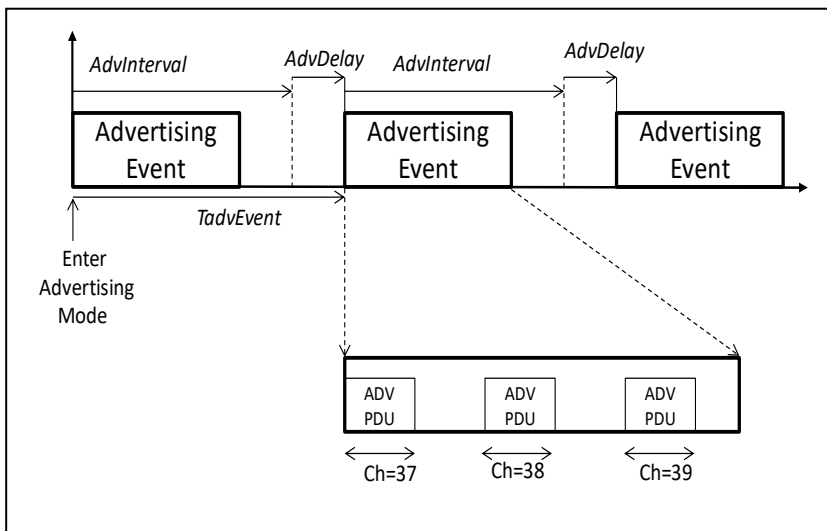 AdvInterval
AdvDelay
AdvInterval
AdvDelay
Advertising
Event
Advertising
Event
Advertising
Event
TadvEvent
Enter
Advertising
Mode
ADV
PDU
ADV
PDU
ADV
PDU
Ch=37
Ch=38
Ch=39